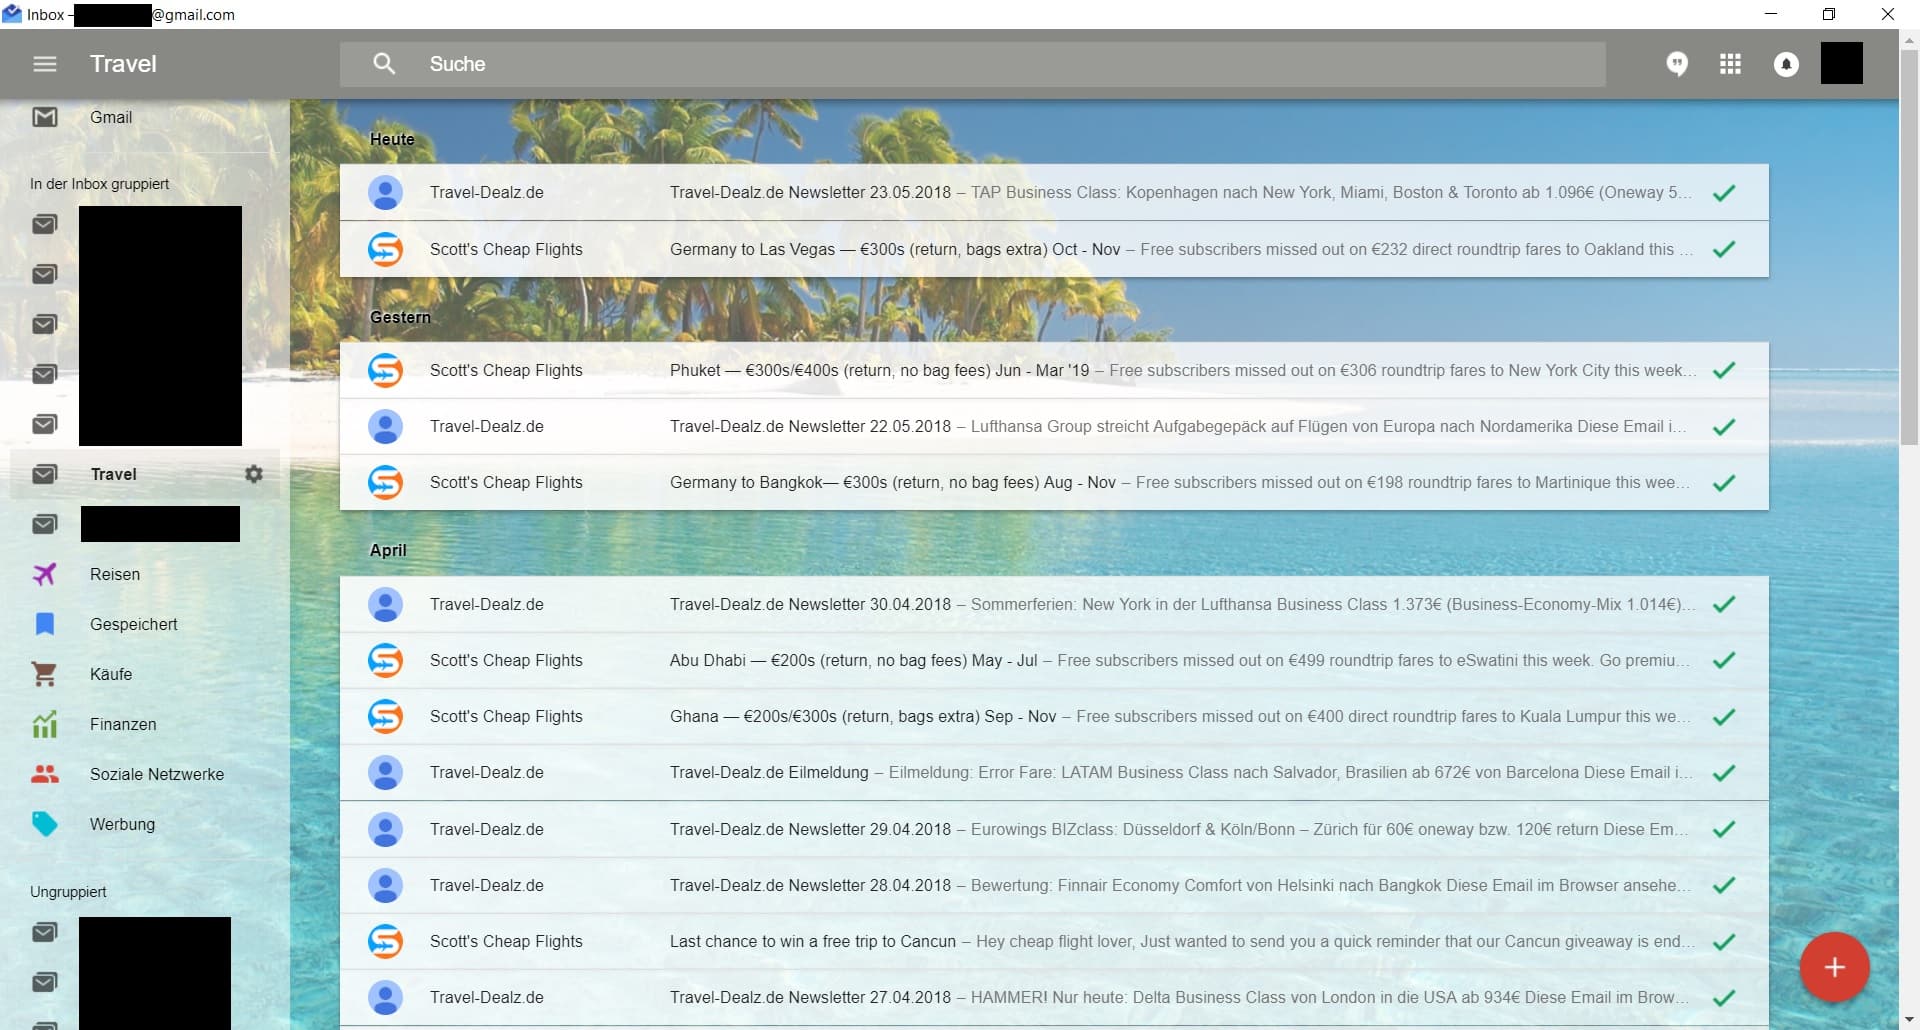 Inbox – @gmail.com
Travel
Suche
Gmail
In der Inbox gruppiert
Travel
Reisen
Gespeichert
Käufe
Finanzen
Soziale Netzwerke
Werbung
Ungruppiert
Heute
Travel-Dealz.de Travel-Dealz.de Newsletter 23.05.2018 – TAP Business Class: Kopenhagen nach New York, Miami, Boston & Toronto ab 1.096€ (Oneway 5…
Scott's Cheap Flights Germany to Las Vegas — €300s (return, bags extra) Oct - Nov – Free subscribers missed out on €232 direct roundtrip fares to Oakland this …
Gestern
Scott's Cheap Flights Phuket — €300s/€400s (return, no bag fees) Jun - Mar '19 – Free subscribers missed out on €306 roundtrip fares to New York City this week…
Travel-Dealz.de Travel-Dealz.de Newsletter 22.05.2018 – Lufthansa Group streicht Aufgabegepäck auf Flügen von Europa nach Nordamerika Diese Email i…
Scott's Cheap Flights Germany to Bangkok— €300s (return, no bag fees) Aug - Nov – Free subscribers missed out on €198 roundtrip fares to Martinique this wee…
April
Travel-Dealz.de Travel-Dealz.de Newsletter 30.04.2018 – Sommerferien: New York in der Lufthansa Business Class 1.373€ (Business-Economy-Mix 1.014€)…
Scott's Cheap Flights Abu Dhabi — €200s (return, no bag fees) May - Jul – Free subscribers missed out on €499 roundtrip fares to eSwatini this week. Go premiu…
Scott's Cheap Flights Ghana — €200s/€300s (return, bags extra) Sep - Nov – Free subscribers missed out on €400 direct roundtrip fares to Kuala Lumpur this we…
Travel-Dealz.de Travel-Dealz.de Eilmeldung – Eilmeldung: Error Fare: LATAM Business Class nach Salvador, Brasilien ab 672€ von Barcelona Diese Email i…
Travel-Dealz.de Travel-Dealz.de Newsletter 29.04.2018 – Eurowings BIZclass: Düsseldorf & Köln/Bonn – Zürich für 60€ oneway bzw. 120€ return Diese Em…
Travel-Dealz.de Travel-Dealz.de Newsletter 28.04.2018 – Bewertung: Finnair Economy Comfort von Helsinki nach Bangkok Diese Email im Browser ansehe…
Scott's Cheap Flights Last chance to win a free trip to Cancun – Hey cheap flight lover, Just wanted to send you a quick reminder that our Cancun giveaway is end…
Travel-Dealz.de Travel-Dealz.de Newsletter 27.04.2018 – HAMMER! Nur heute: Delta Business Class von London in die USA ab 934€ Diese Email im Brow…